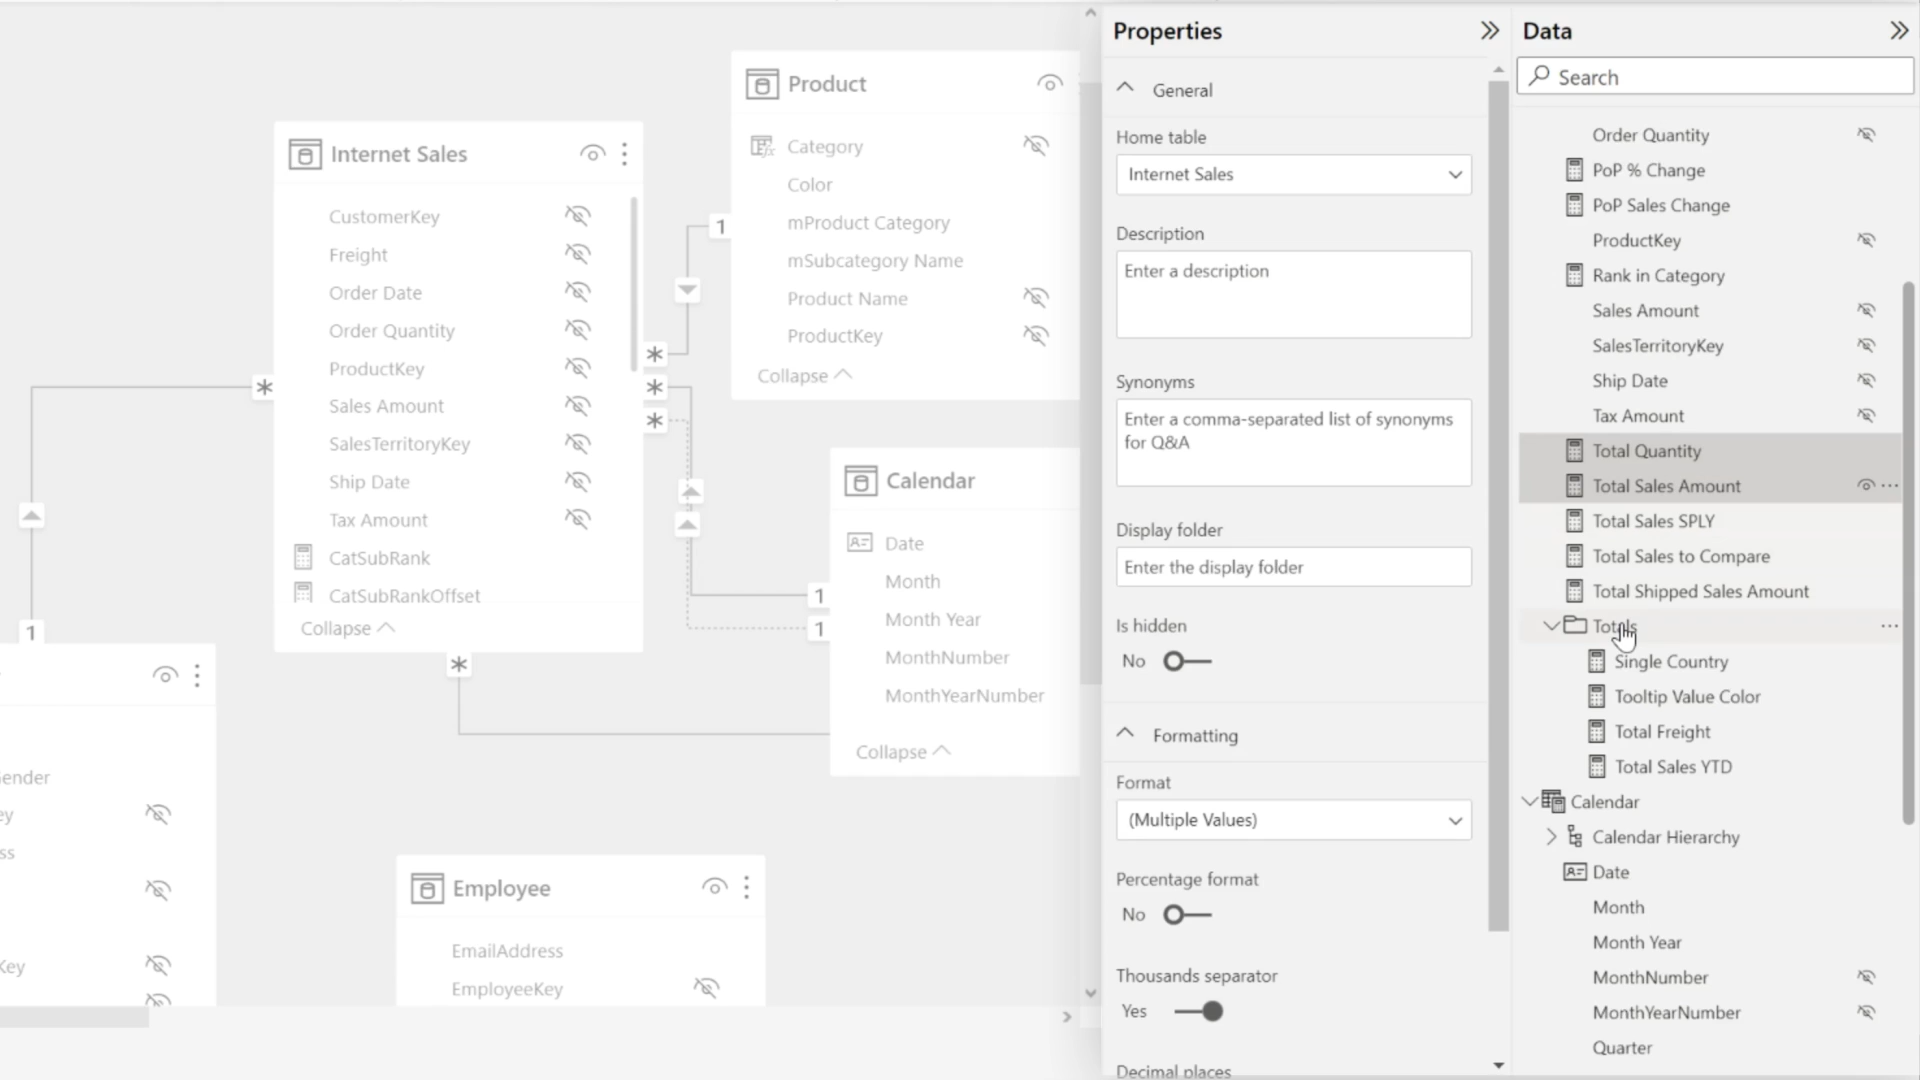 Internet Sales
CustomerKey
Freight
Order Date
Order Quantity
ProductKey
Sales Amount
SalesTerritoryKey
Ship Date
Tax Amount
CatSubRank
CatSubRankOffset
Collapse
Product
Category
Color
mProduct Category
mSubcategory Name
Product Name
ProductKey
Collapse
1
*
*
*
*
1
1
1
*
Calendar
Date
Month
Month Year
MonthNumber
MonthYearNumber
Collapse
ender
ey
ss
Key
Employee
EmailAddress
EmployeeKey
Properties
General
Home table
Internet Sales
Description
Enter a description
Synonyms
Enter a comma-separated list of synonyms
for Q&A
Display folder
Enter the display folder
Is hidden
No
Formatting
Format
(Multiple Values)
Percentage format
No
Thousands separator
Yes
Decimal places
Data
Search
Order Quantity
PoP % Change
PoP Sales Change
ProductKey
Rank in Category
Sales Amount
SalesTerritoryKey
Ship Date
Tax Amount
Total Quantity
Total Sales Amount
Total Sales SPLY
Total Sales to Compare
Total Shipped Sales Amount
Totals
Single Country
Tooltip Value Color
Total Freight
Total Sales YTD
Calendar
Calendar Hierarchy
Date
Month
Month Year
MonthNumber
MonthYearNumber
Quarter